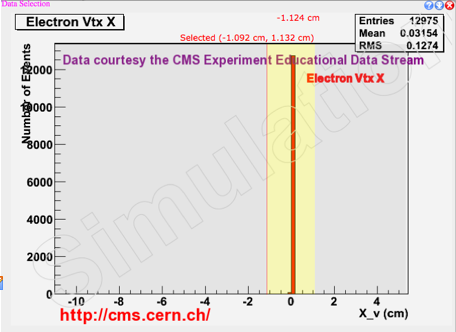 Data Selection
Electron Vtx X
-1.124 cm
Selected (-1.092 cm, 1.132 cm)
Entries 12975
Mean 0.03154
RMS 0.1274
Data courtesy the CMS Experiment Educational Data Stream
Electron Vtx X
Number of Events
12000
10000
8000
6000
4000
2000
0
-10 -8 -6 -4 -2 0 2 4
X_v (cm)
http://cms.cern.ch/
Simulation